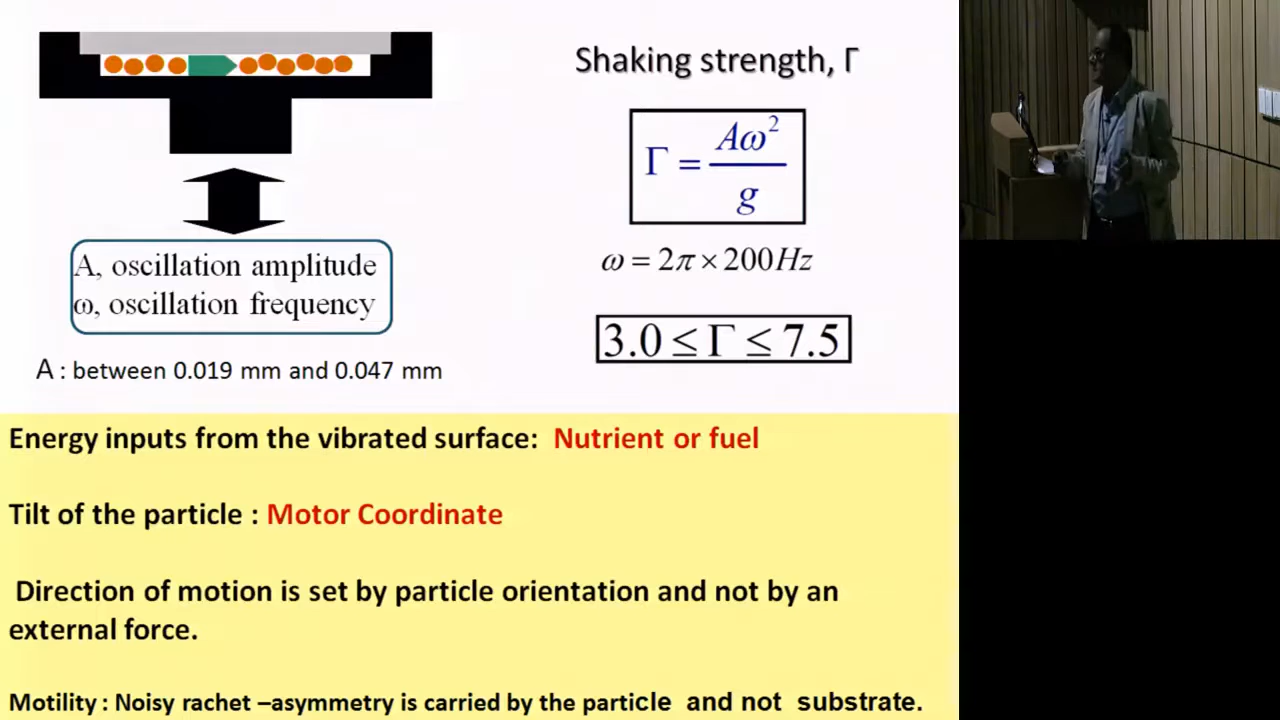 Shaking strength, Γ
Γ = Aω² / g
ω = 2π × 200Hz
3.0 ≤ Γ ≤ 7.5
A, oscillation amplitude
ω, oscillation frequency
A : between 0.019 mm and 0.047 mm
Energy inputs from the vibrated surface: Nutrient or fuel
Tilt of the particle : Motor Coordinate
Direction of motion is set by particle orientation and not by an
external force.
Motility : Noisy rachet –asymmetry is carried by the particle and not substrate.